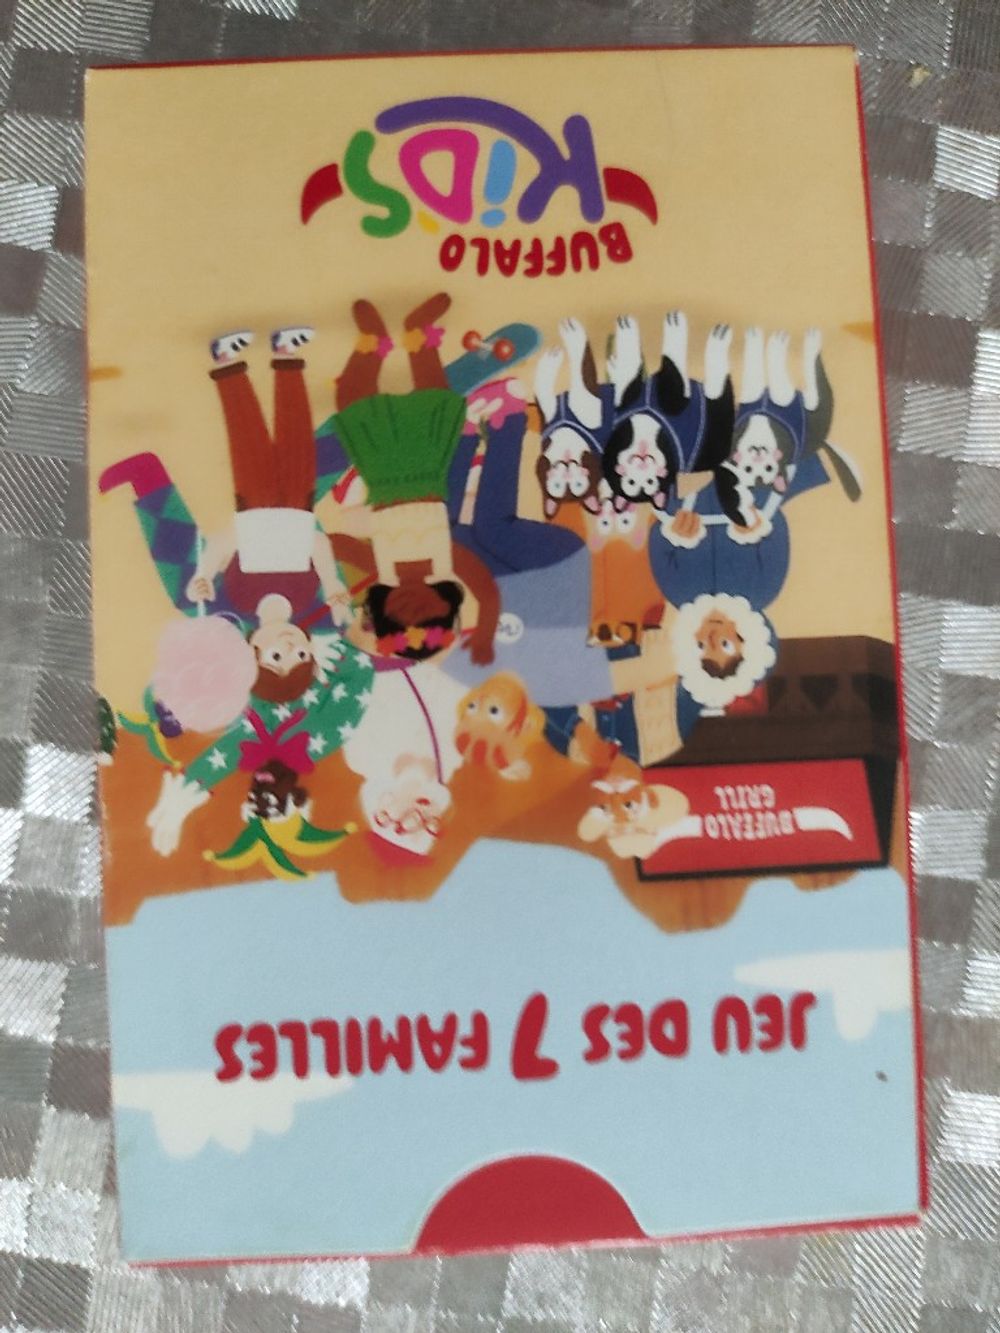 JEU DES 7 FAMILLES
BUFFALO
GRILL
BUFFALO
KiDS